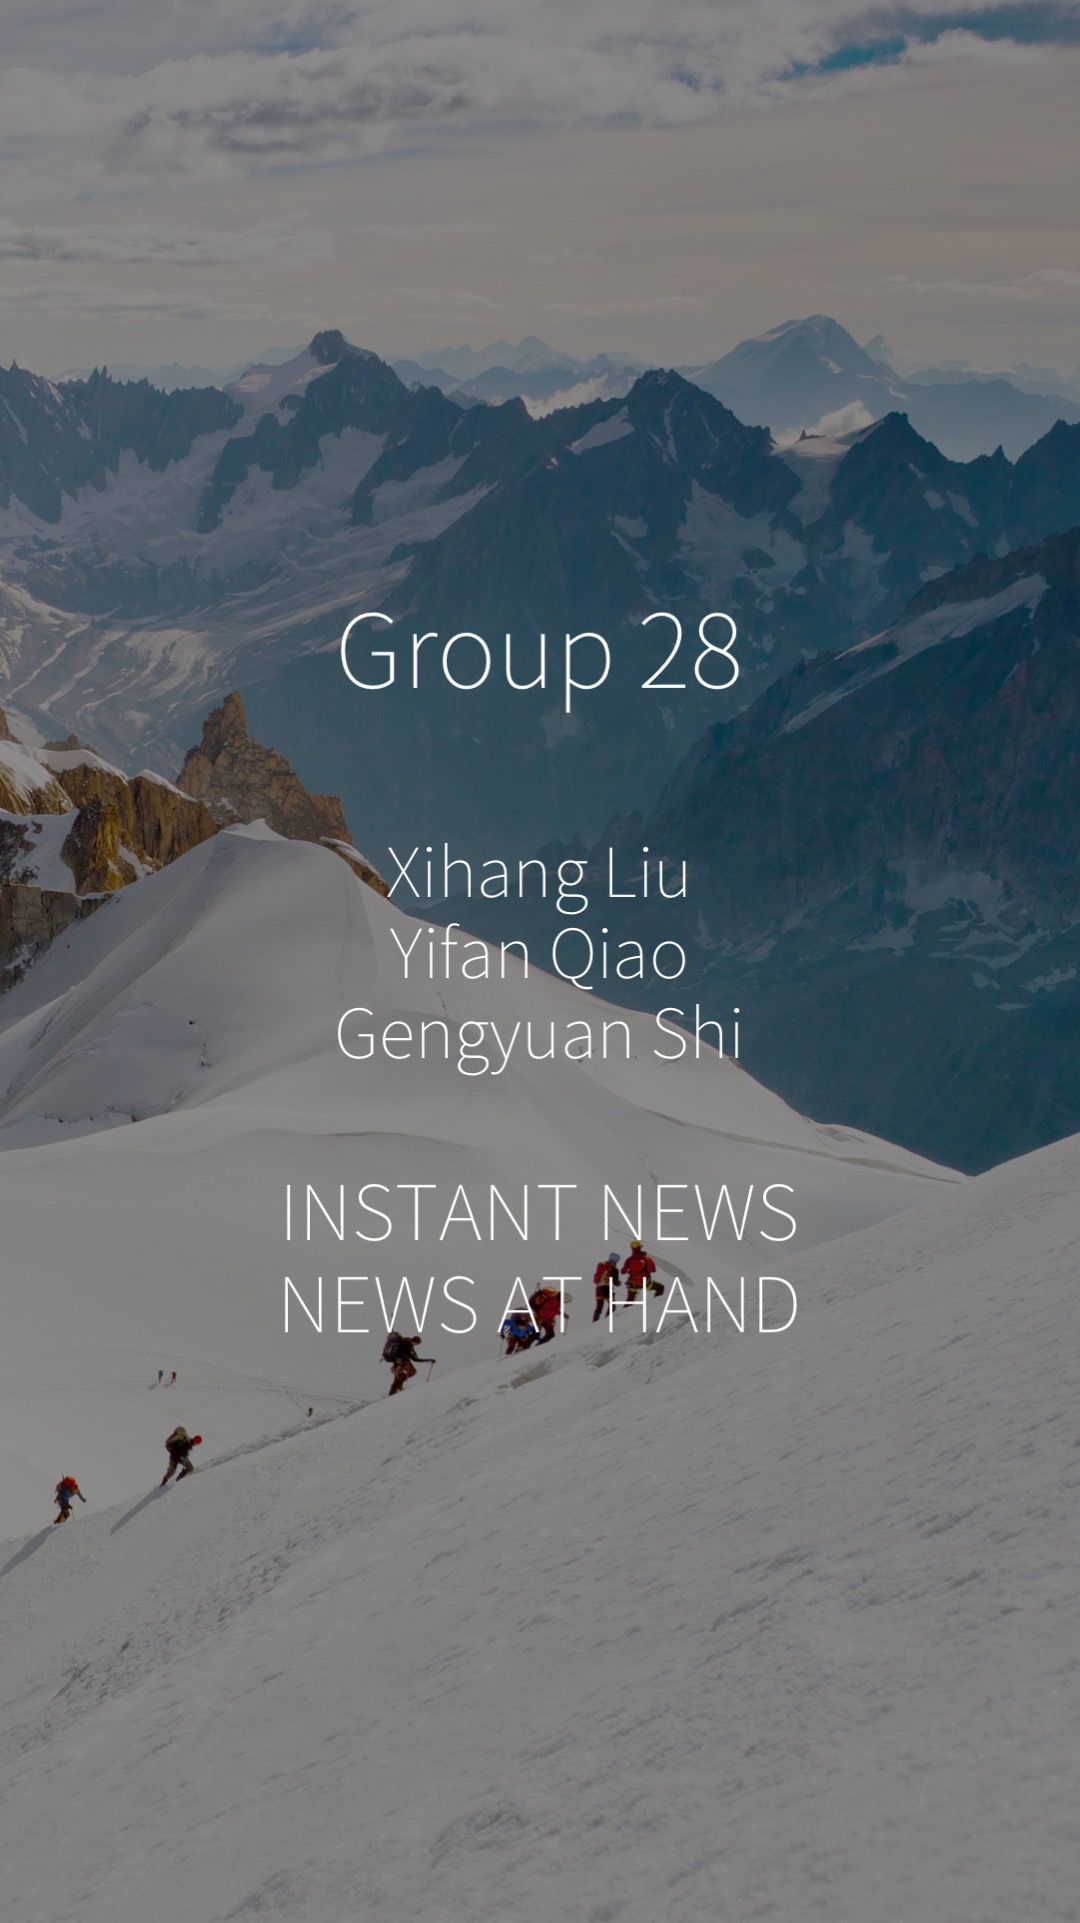 Group 28
Xihang Liu
Yifan Qiao
Gengyuan Shi
INSTANT NEWS
NEWS AT HAND